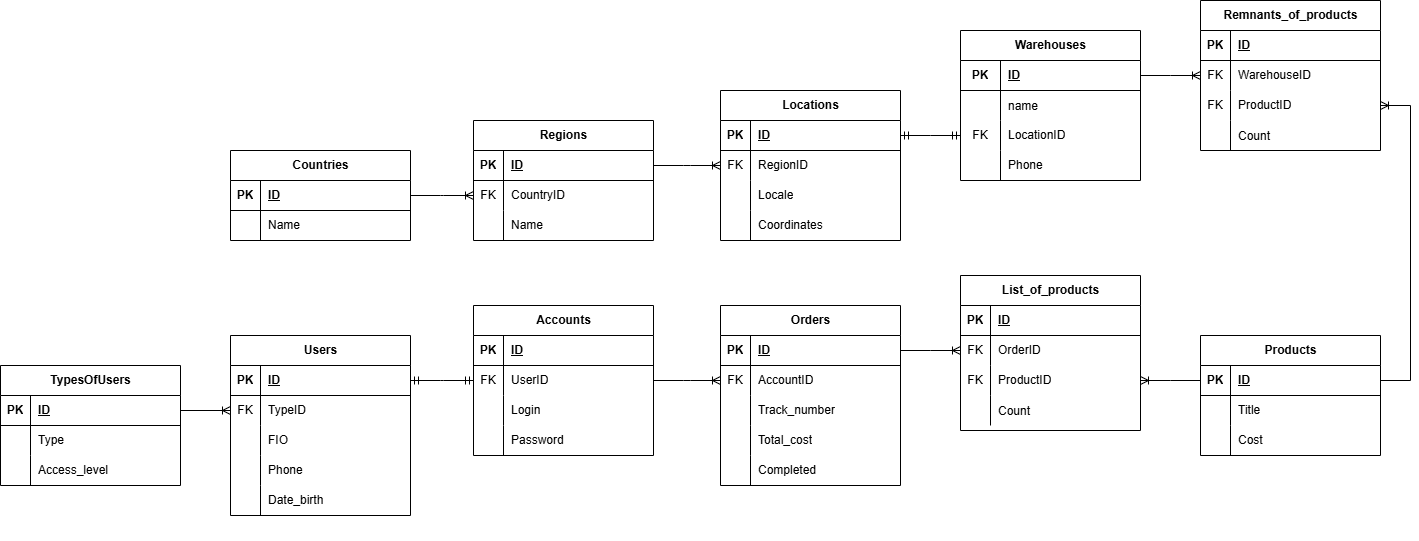 Remnants_of_products
PK ID
FK WarehouseID
FK ProductID
Count
Warehouses
PK ID
name
FK LocationID
Phone
Locations
PK ID
FK RegionID
Locale
Coordinates
Regions
PK ID
FK CountryID
Name
Countries
PK ID
Name
List_of_products
PK ID
FK OrderID
FK ProductID
Count
Accounts
PK ID
FK UserID
Login
Password
Orders
PK ID
FK AccountID
Track_number
Total_cost
Completed
Users
PK ID
FK TypeID
FIO
Phone
Date_birth
Products
PK ID
Title
Cost
TypesOfUsers
PK ID
Type
Access_level